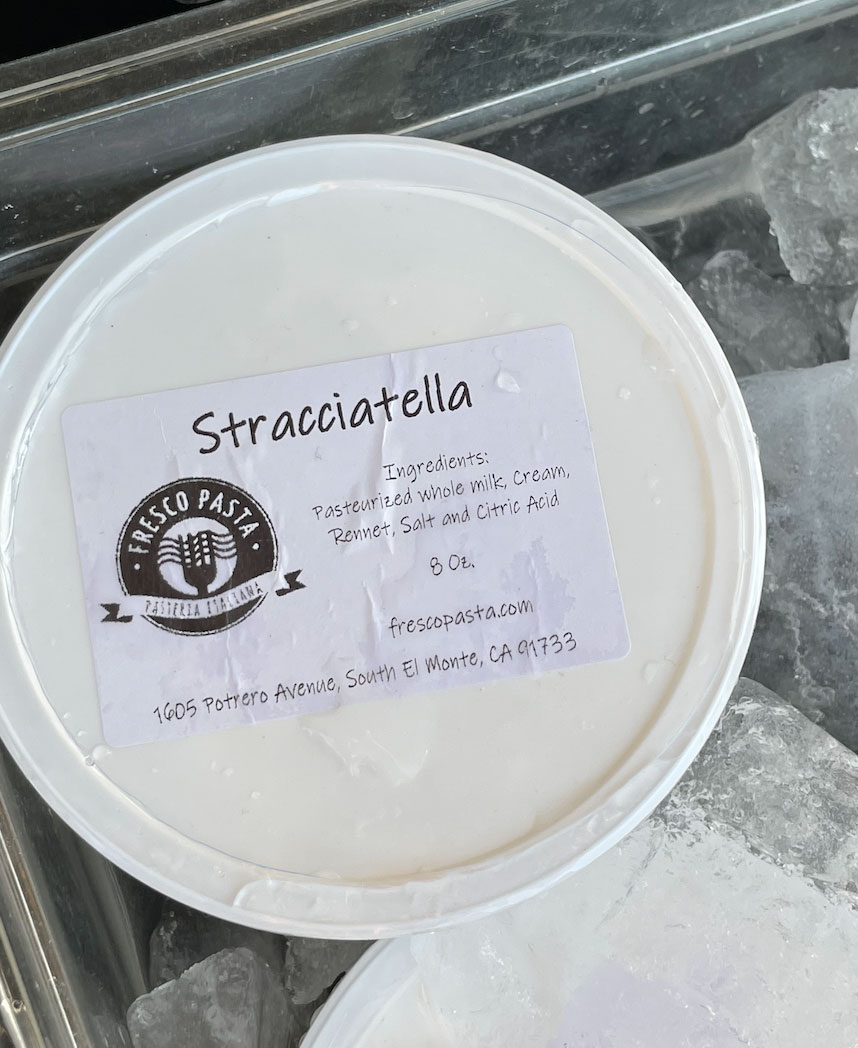 Stracciatella
FRESCO PASTA
PASTERIA ITALIANA
Ingredients:
Pasteurized whole milk, Cream,
Rennet, Salt and Citric Acid
8 Oz.
frescopasta.com
1605 Potrero Avenue, South El Monte, CA 91733